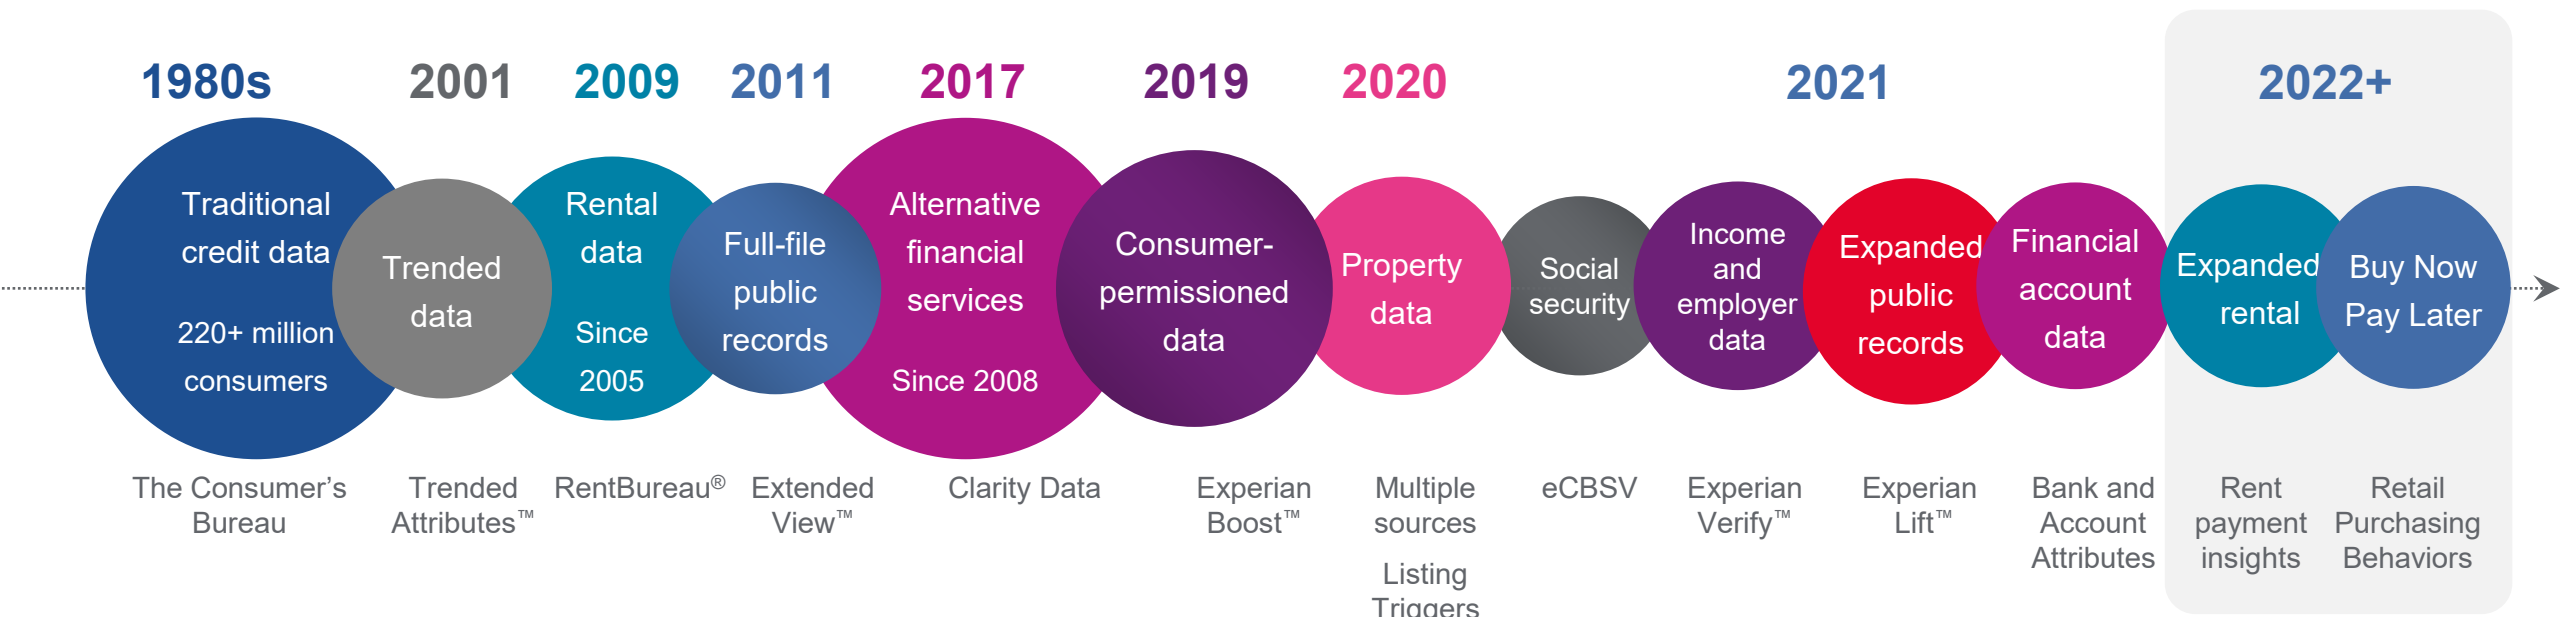 1980s
2001
2009
2011
2017
2019
2020
2021
2022+
Traditional
credit data
220+ million
consumers
Trended
data
Rental
data
Since
2005
Full-file
public
records
Alternative
financial
services
Since 2008
Consumer-
permissioned
data
Property
data
Social
security
Income
and
employer
data
Expanded
public
records
Financial
account
data
Expanded
rental
Buy Now
Pay Later
The Consumer’s
Bureau
Trended
Attributes™
RentBureau®
Extended
View™
Clarity Data
Experian
Boost™
Multiple
sources
Listing
Triggers
eCBSV
Experian
Verify™
Experian
Lift™
Bank and
Account
Attributes
Rent
payment
insights
Retail
Purchasing
Behaviors